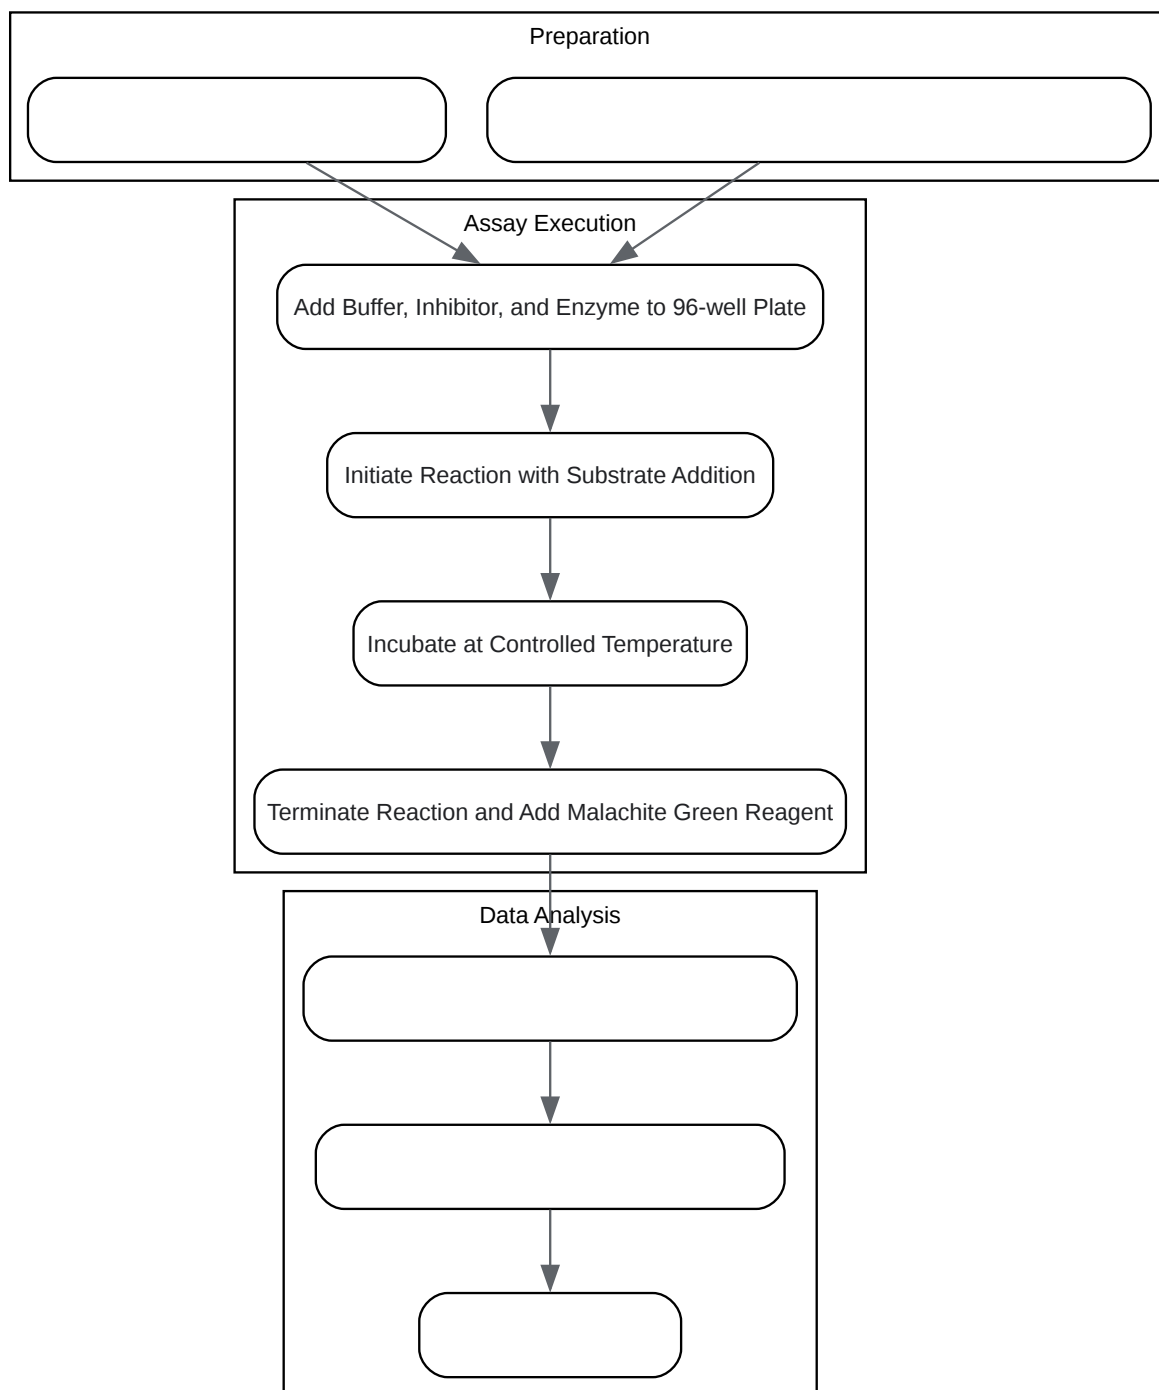 Preparation
Assay Execution
Add Buffer, Inhibitor, and Enzyme to 96-well Plate
Initiate Reaction with Substrate Addition
Incubate at Controlled Temperature
Terminate Reaction and Add Malachite Green Reagent
Data Analysis